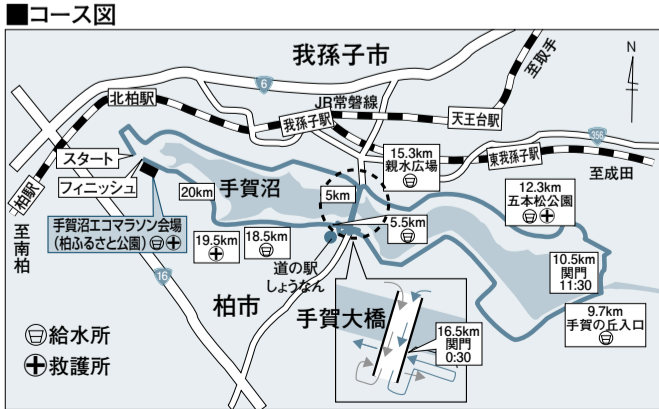 ■コース図
我孫子市
N
至取手
6
北柏駅
JR常磐線
我孫子駅
天王台駅
356
15.3km
親水広場
東我孫子駅
至成田
スタート
フィニッシュ
手賀沼
5km
12.3km
五本松公園
柏駅
20km
手賀沼エコマラソン会場
(柏ふるさと公園)
5.5km
至南柏
19.5km
18.5km
10.5km
関門
11:30
道の駅
しょうなん
16
9.7km
手賀の丘入口
柏市
手賀大橋
16.5km
関門
0:30
給水所
救護所